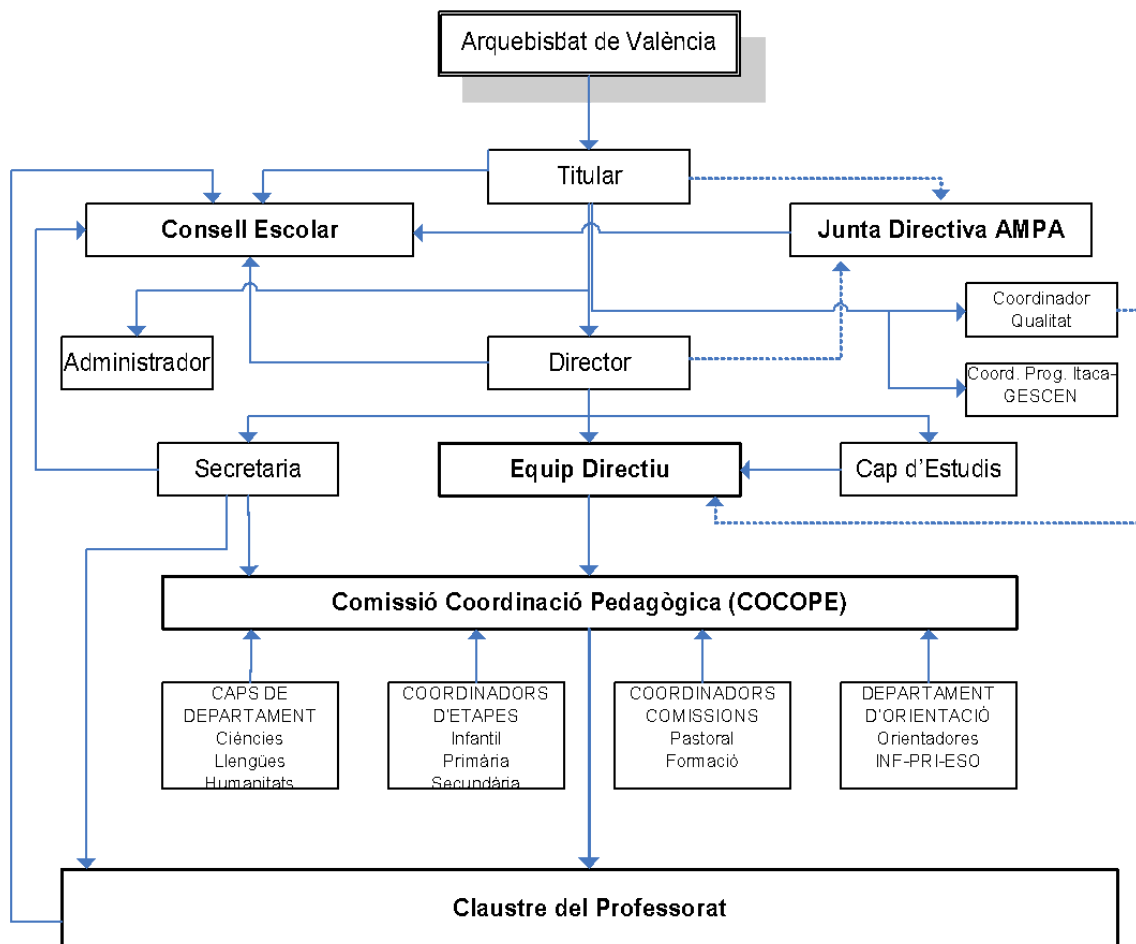 Arquebisbat de València
Titular
Consell Escolar
Junta Directiva AMPA
Coordinador
Qualitat
Administrador
Director
Coord. Prog. Itaca-
GESCEN
Secretaria
Equip Directiu
Cap d'Estudis
Comissió Coordinació Pedagògica (COCOPE)
CAPS DE
DEPARTAMENT
Ciències
Llengües
Humanitats
COORDINADORS
D'ETAPES
Infantil
Primària
Secundària
COORDINADORS
COMISSIONS
Pastoral
Formació
DEPARTAMENT
D'ORIENTACIÓ
Orientadores
INF-PRI-ESO
Claustre del Professorat